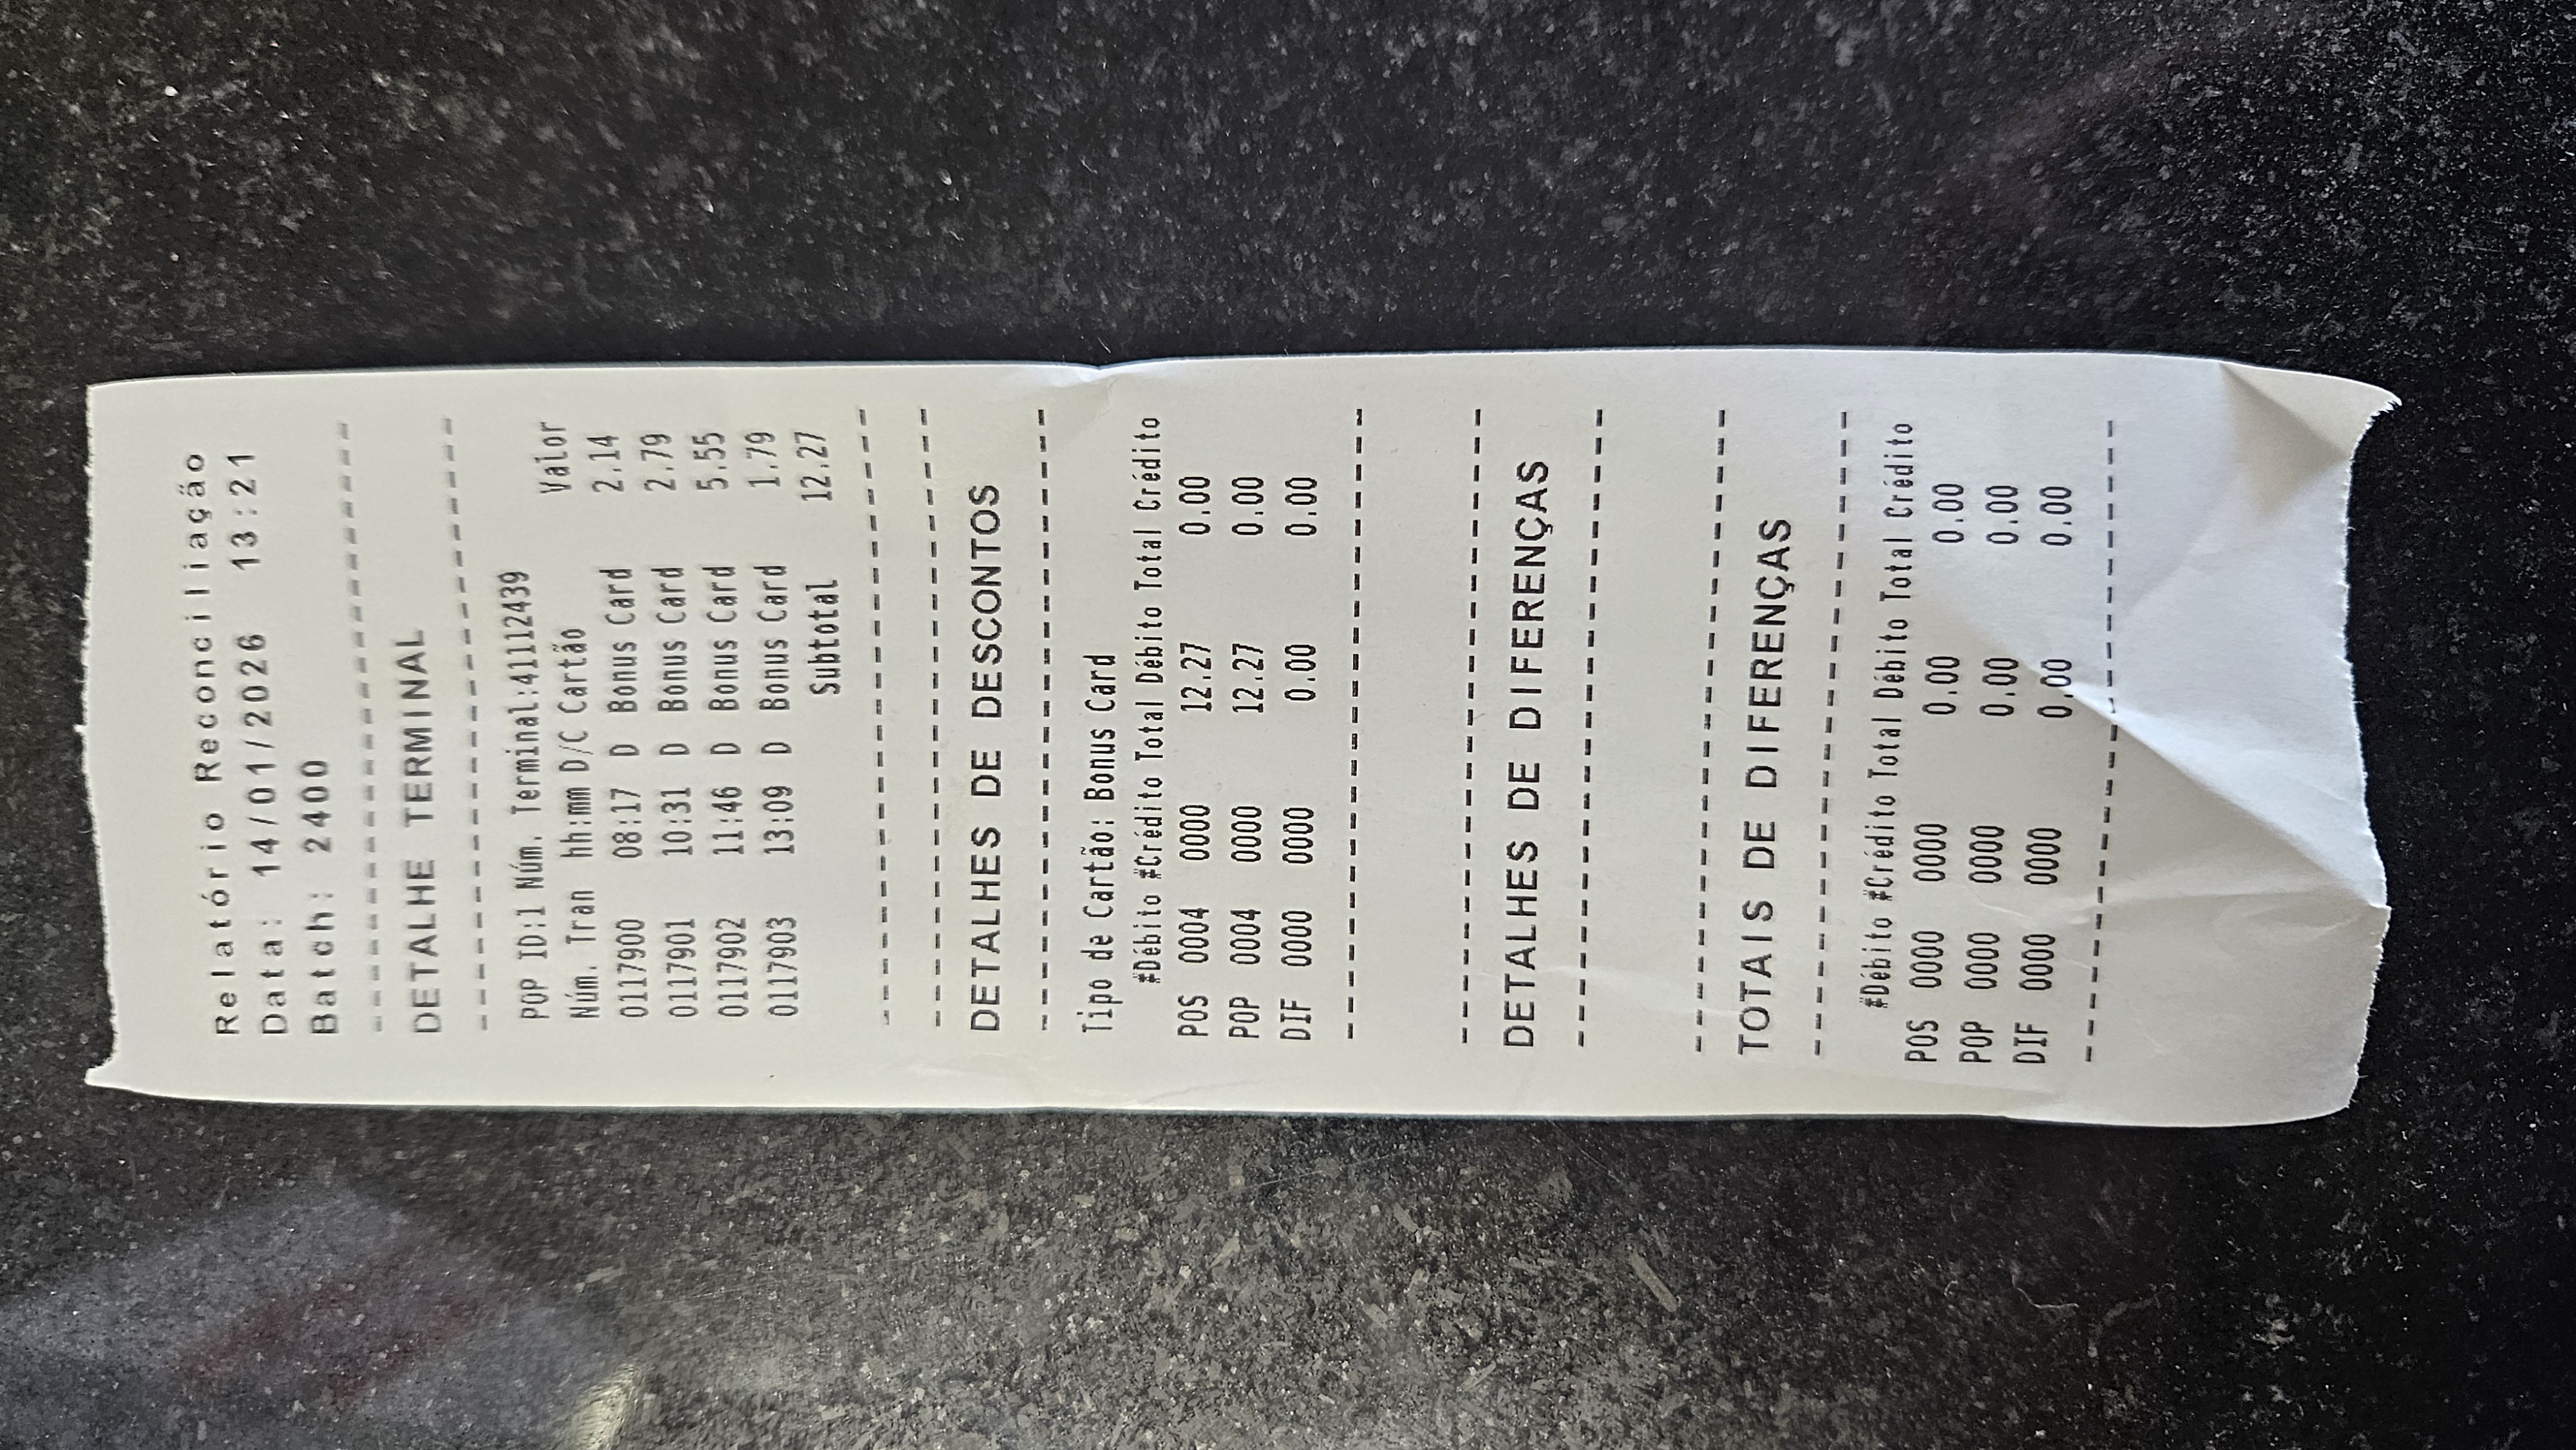 Relatório Reconciliação
Data: 14/01/2026 13:21
Batch: 2400
------------------------------
DETALHE TERMINAL
------------------------------
POP ID:1 Núm. Terminal:41112439
Núm. Tran hh:mm D/C Cartão Valor
0117900 08:17 D Bonus Card 2.14
0117901 10:31 D Bonus Card 2.79
0117902 11:46 D Bonus Card 5.55
0117903 13:09 D Bonus Card 1.79
Subtotal 12.27
------------------------------
------------------------------
DETALHES DE DESCONTOS
------------------------------
Tipo de Cartão: Bonus Card
#Débito #Crédito Total Débito Total Crédito
POS 0004 0000 12.27 0.00
POP 0004 0000 12.27 0.00
DIF 0000 0000 0.00 0.00
------------------------------
------------------------------
DETALHES DE DIFERENÇAS
------------------------------
------------------------------
TOTAIS DE DIFERENÇAS
------------------------------
#Débito #Crédito Total Débito Total Crédito
POS 0000 0000 0.00 0.00
POP 0000 0000 0.00 0.00
DIF 0000 0000 0.00 0.00
------------------------------